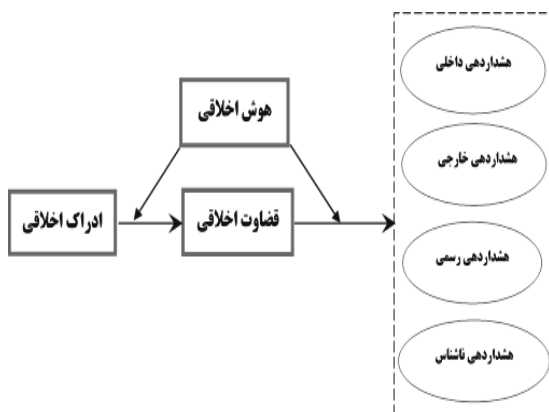 هشداردهی داخلی
هوش اخلاقی
هشداردهی خارجی
ادراک اخلاقی
قضاوت اخلاقی
هشداردهی رسمی
هشداردهی ناشناس